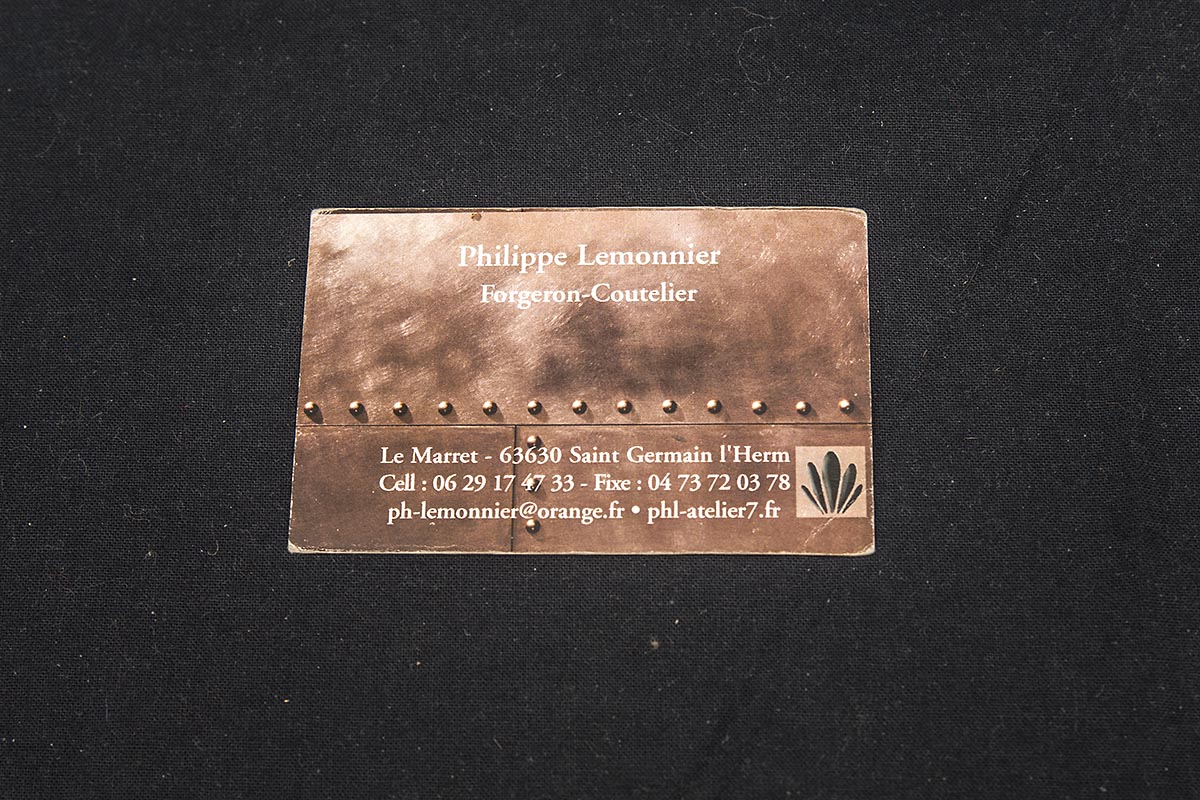 Philippe Lemonnier
Forgeron-Coutelier
Le Marret - 63630 Saint Germain l'Herm
Cell : 06 29 17 47 33 - Fixe : 04 73 72 03 78
ph-lemonnier@orange.fr • phl-atelier7.fr